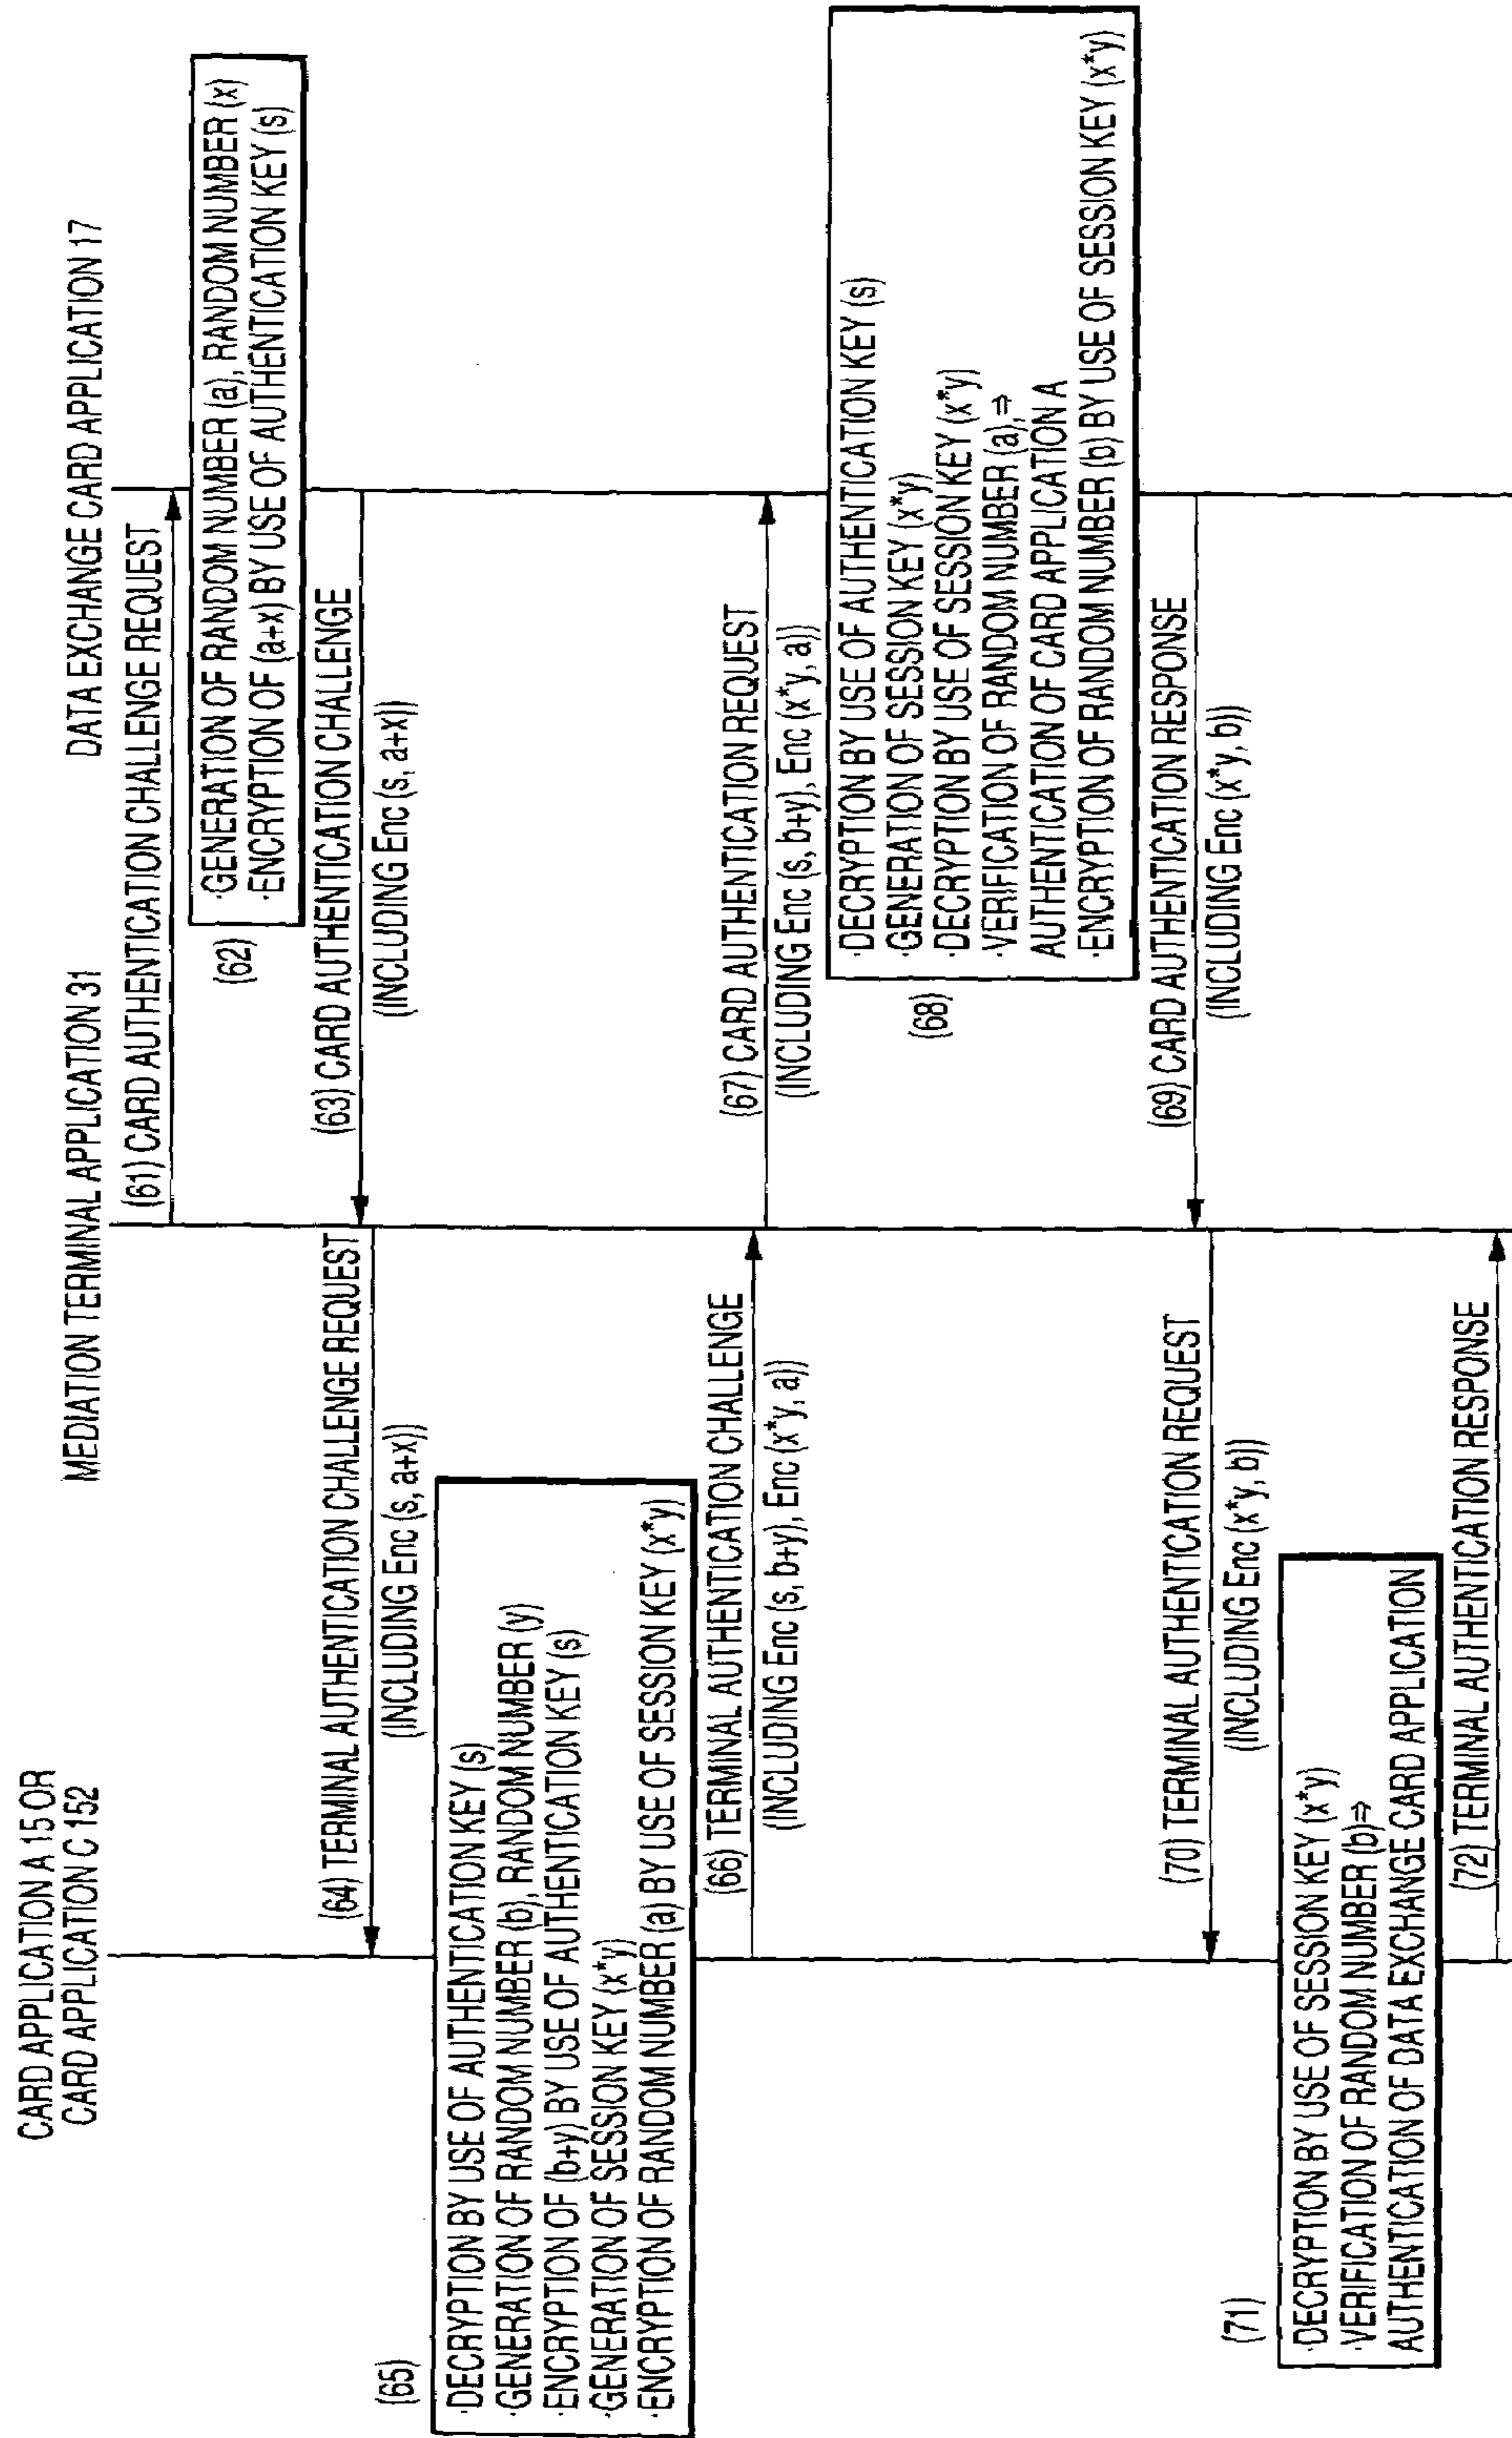 CARD APPLICATION A 15 OR
CARD APPLICATION C 152
MEDIATION TERMINAL APPLICATION 31
DATA EXCHANGE CARD APPLICATION 17
(61) CARD AUTHENTICATION CHALLENGE REQUEST
(62)
·GENERATION OF RANDOM NUMBER (a), RANDOM NUMBER (x)
·ENCRYPTION OF (a+x) BY USE OF AUTHENTICATION KEY (s)
(63) CARD AUTHENTICATION CHALLENGE
(INCLUDING Enc (s, a+x))
(64) TERMINAL AUTHENTICATION CHALLENGE REQUEST
(INCLUDING Enc (s, a+x))
(65)
·DECRYPTION BY USE OF AUTHENTICATION KEY (s)
·GENERATION OF RANDOM NUMBER (b), RANDOM NUMBER (y)
·ENCRYPTION OF (b+y) BY USE OF AUTHENTICATION KEY (s)
·GENERATION OF SESSION KEY (x*y)
·ENCRYPTION OF RANDOM NUMBER (a) BY USE OF SESSION KEY (x*y)
(66) TERMINAL AUTHENTICATION CHALLENGE
(INCLUDING Enc (s, b+y), Enc (x*y, a))
(67) CARD AUTHENTICATION REQUEST
(INCLUDING Enc (s, b+y), Enc (x*y, a))
(68)
·DECRYPTION BY USE OF AUTHENTICATION KEY (s)
·GENERATION OF SESSION KEY (x*y)
·DECRYPTION BY USE OF SESSION KEY (x*y)
·VERIFICATION OF RANDOM NUMBER (a), ⇒
AUTHENTICATION OF CARD APPLICATION A
·ENCRYPTION OF RANDOM NUMBER (b) BY USE OF SESSION KEY (x*y)
(69) CARD AUTHENTICATION RESPONSE
(INCLUDING Enc (x*y, b))
(70) TERMINAL AUTHENTICATION REQUEST
(INCLUDING Enc (x*y, b))
(71)
·DECRYPTION BY USE OF SESSION KEY (x*y)
·VERIFICATION OF RANDOM NUMBER (b)⇒
AUTHENTICATION OF DATA EXCHANGE CARD APPLICATION
(72) TERMINAL AUTHENTICATION RESPONSE